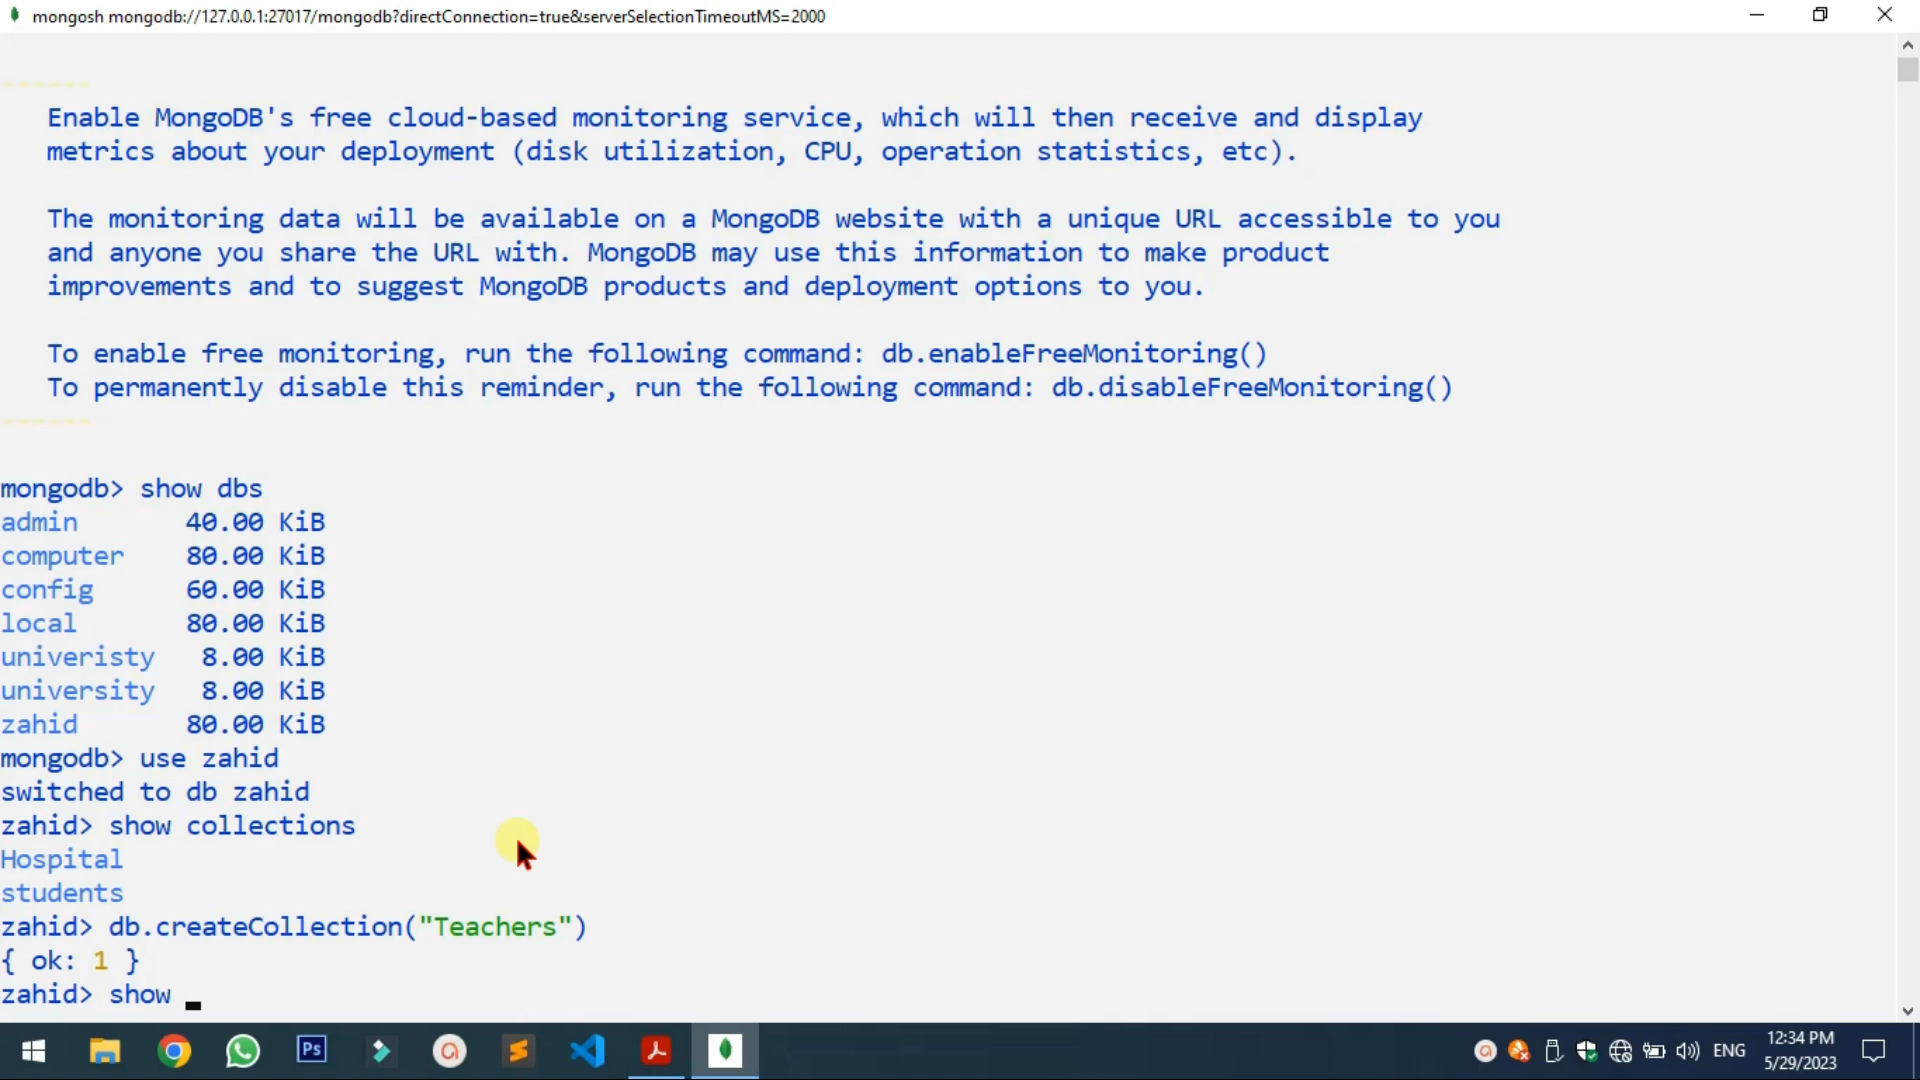 mongosh mongodb://127.0.0.1:27017/mongodb?directConnection=true&serverSelectionTimeoutMS=2000
------
Enable MongoDB's free cloud-based monitoring service, which will then receive and display
metrics about your deployment (disk utilization, CPU, operation statistics, etc).
The monitoring data will be available on a MongoDB website with a unique URL accessible to you
and anyone you share the URL with. MongoDB may use this information to make product
improvements and to suggest MongoDB products and deployment options to you.
To enable free monitoring, run the following command: db.enableFreeMonitoring()
To permanently disable this reminder, run the following command: db.disableFreeMonitoring()
------
mongodb> show dbs
admin 40.00 KiB
computer 80.00 KiB
config 60.00 KiB
local 80.00 KiB
univeristy 8.00 KiB
university 8.00 KiB
zahid 80.00 KiB
mongodb> use zahid
switched to db zahid
zahid> show collections
Hospital
students
zahid> db.createCollection("Teachers")
{ ok: 1 }
zahid> show
Ps
ENG
12:34 PM
5/29/2023